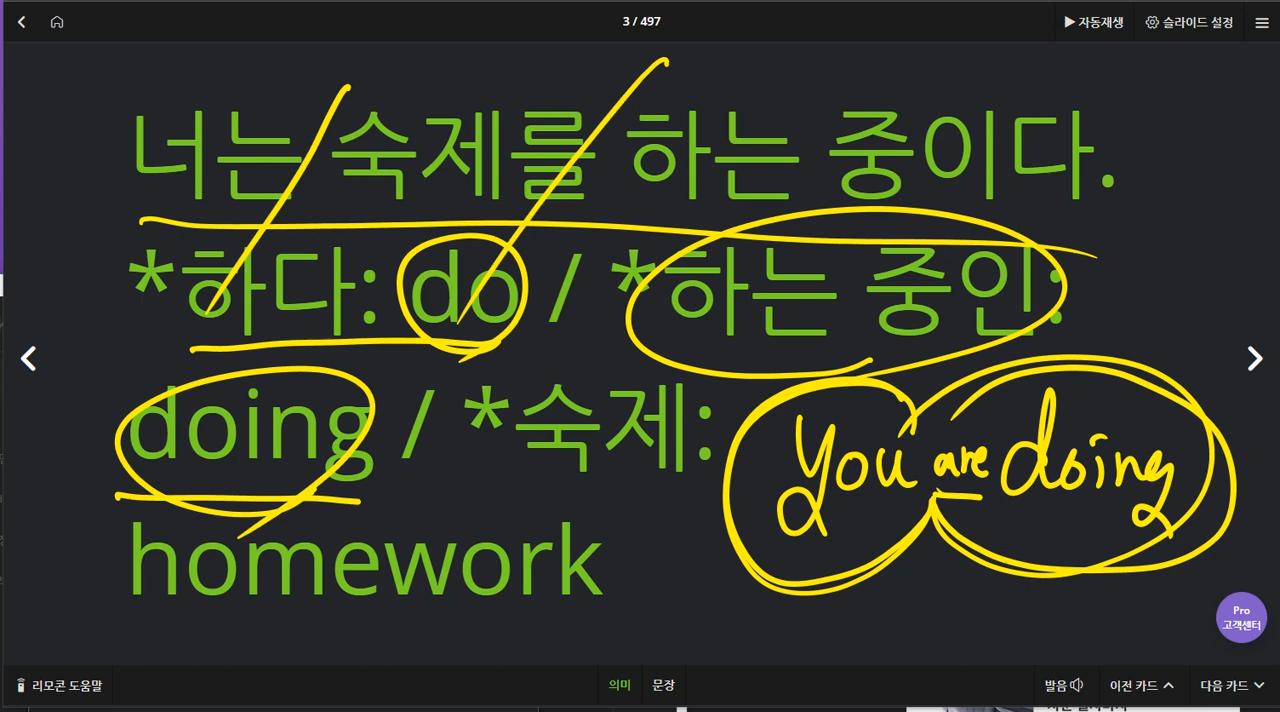 3 / 497
▶ 자동재생
슬라이드 설정
너는 숙제를 하는 중이다.
*하다: do / *하는 중인:
doing / *숙제:
You are doing
homework
Pro
고객센터
리모콘 도움말
의미
문장
발음
이전 카드
다음 카드